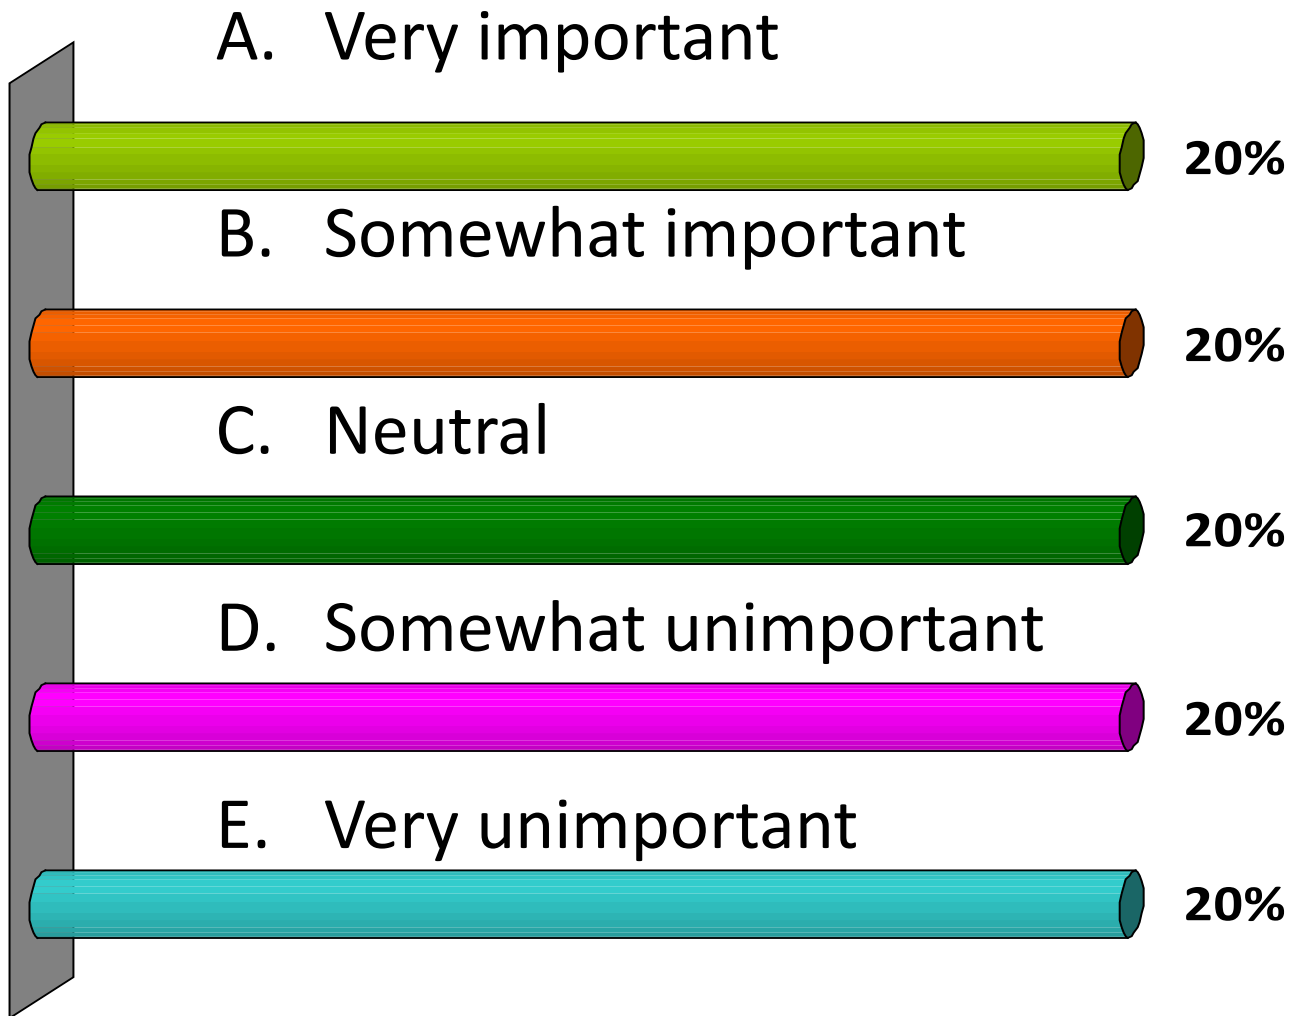 A. Very important
20%
B. Somewhat important
20%
C. Neutral
20%
D. Somewhat unimportant
20%
E. Very unimportant
20%